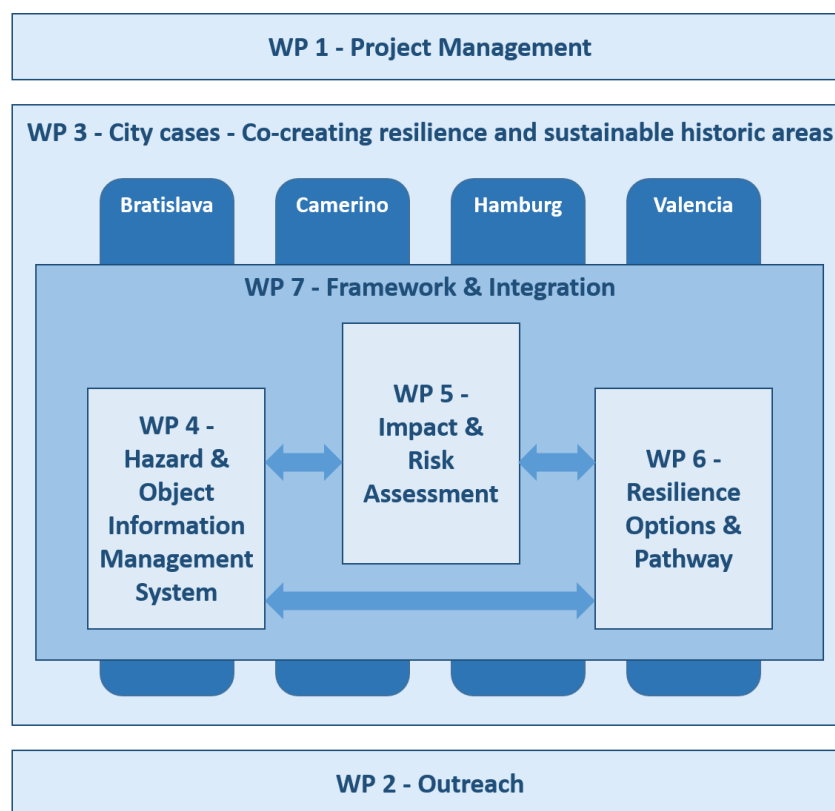 WP 1 - Project Management
WP 3 - City cases - Co-creating resilience and sustainable historic areas
Bratislava
Camerino
Hamburg
Valencia
WP 7 - Framework & Integration
WP 4 -
Hazard &
Object
Information
Management
System
WP 5 -
Impact &
Risk
Assessment
WP 6 -
Resilience
Options &
Pathway
WP 2 - Outreach